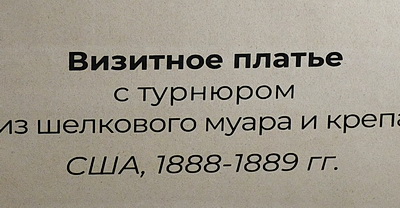 Визитное платье
с турнюром
из шелкового муара и крепа
США, 1888-1889 гг.